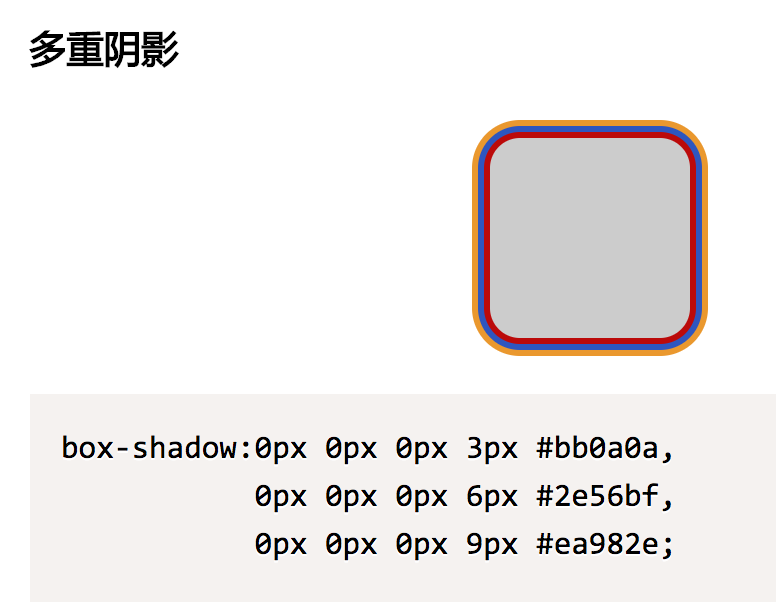 多重阴影
box-shadow:0px 0px 0px 3px #bb0a0a,
0px 0px 0px 6px #2e56bf,
0px 0px 0px 9px #ea982e;